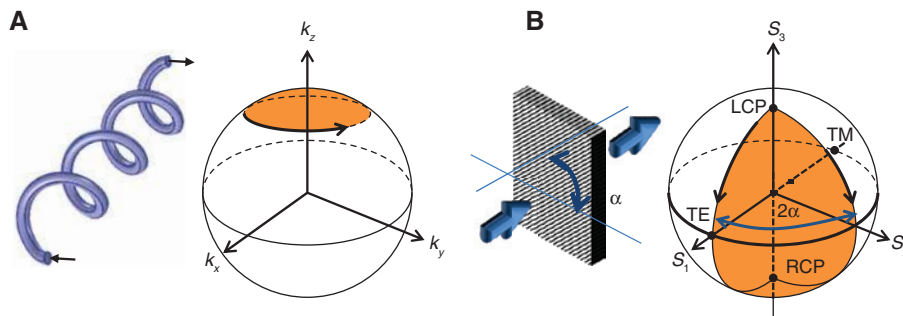 A
k_z
k_x
k_y
B
α
S_3
LCP
TM
TE
2α
S_1
RCP
S